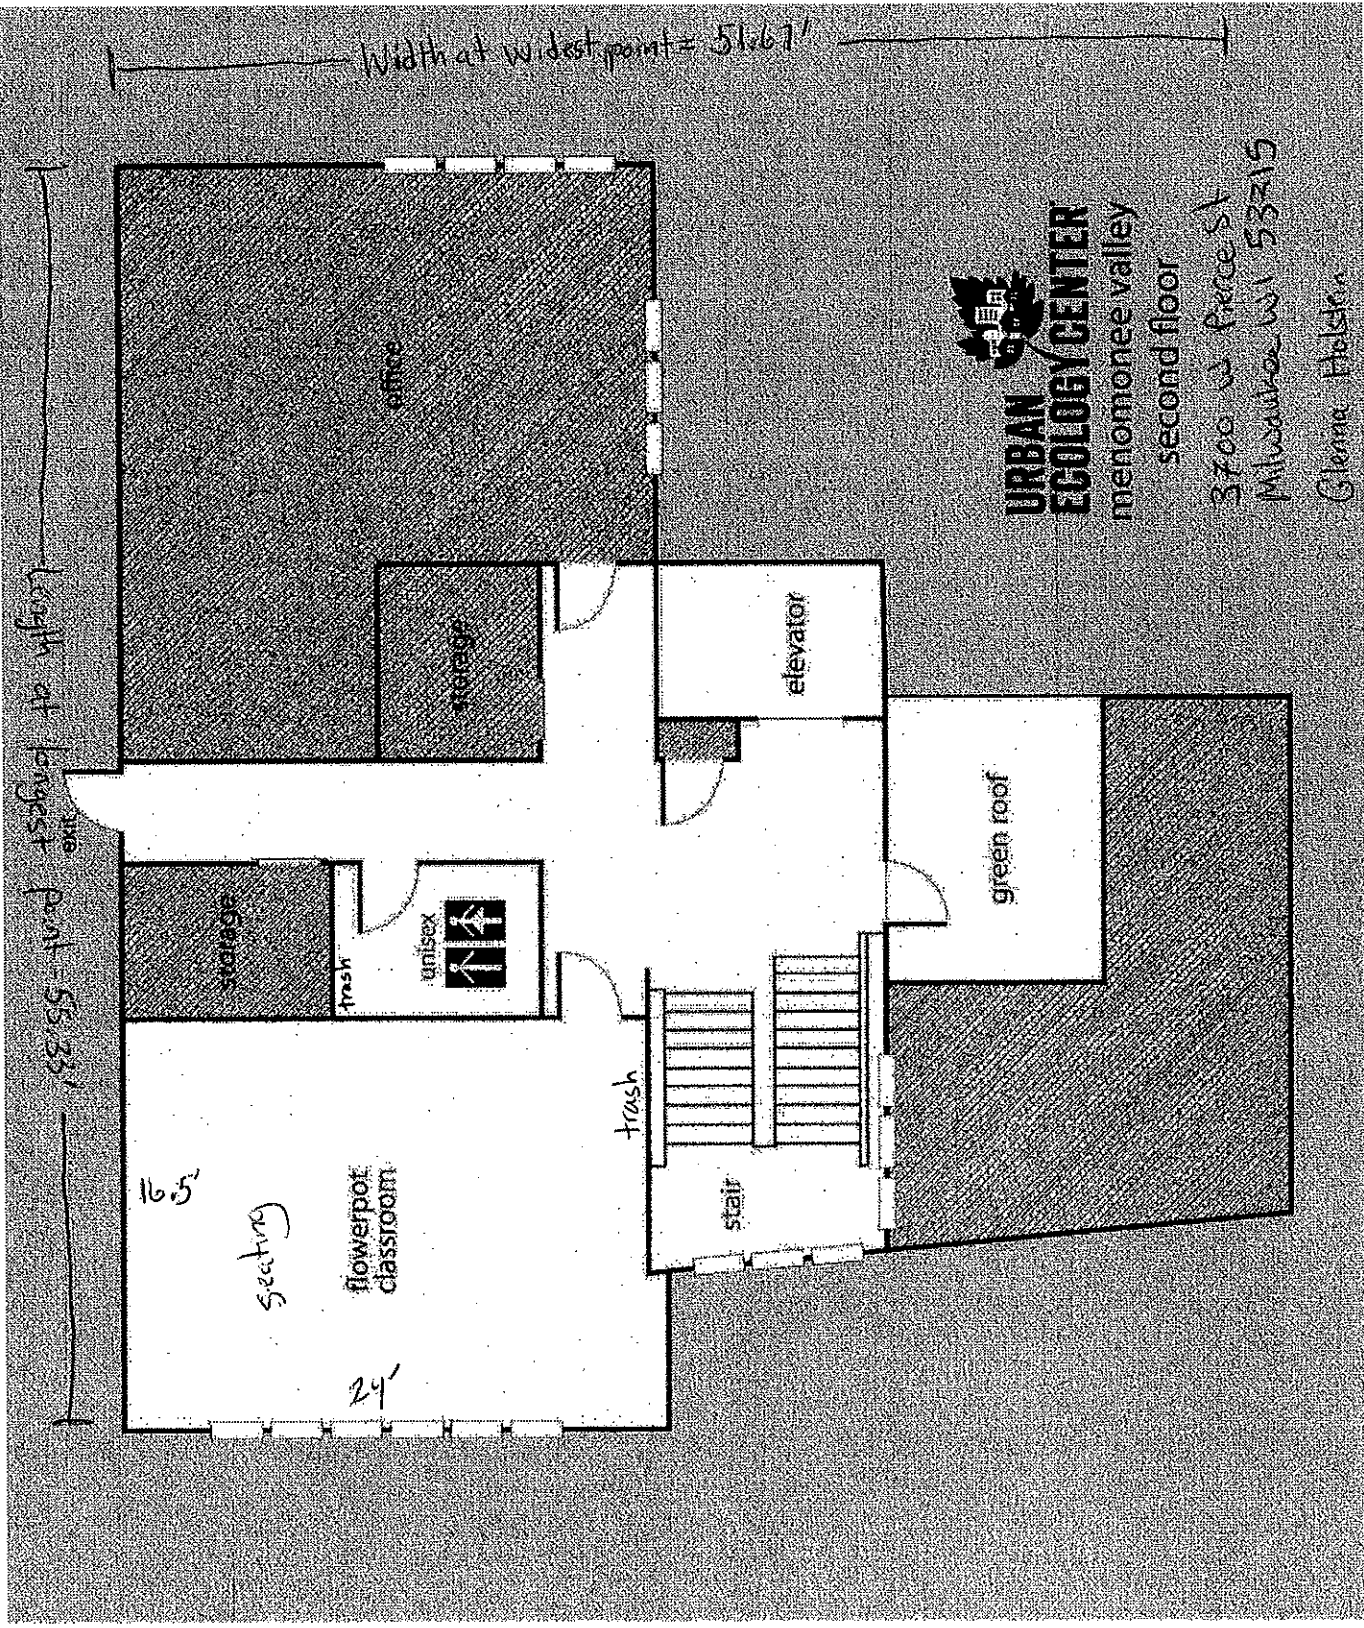 Width at widest point = 51.67'
Length at longest point = 55.33'
URBAN
ECOLOGY CENTER
menomonee valley
second floor
3700 W Pierce St
Milwaukee WI 53215
Glenna Holstein
office
storage
elevator
exit
storage
trash
unisex
green roof
trash
stair
16.5'
seating
flowerpot
classroom
24'